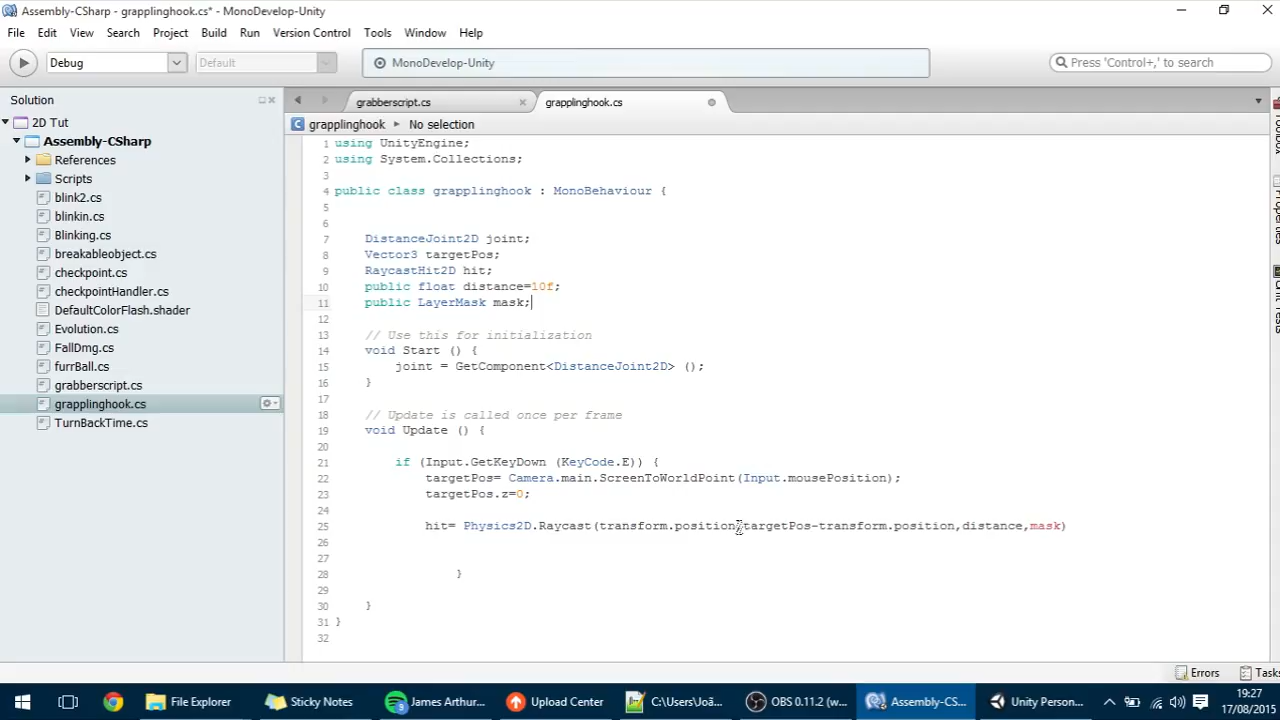 Assembly-CSharp - grapplinghook.cs* - MonoDevelop-Unity
File Edit View Search Project Build Run Version Control Tools Window Help
Debug Default MonoDevelop-Unity Press 'Control+,' to search
Solution
2D Tut
Assembly-CSharp
References
Scripts
blink2.cs
blinkin.cs
Blinking.cs
breakableobject.cs
checkpoint.cs
checkpointHandler.cs
DefaultColorFlash.shader
Evolution.cs
FallDmg.cs
furrBall.cs
grabberscript.cs
grapplinghook.cs
TurnBackTime.cs
grabberscript.cs grapplinghook.cs
grapplinghook No selection
1 using UnityEngine;
2 using System.Collections;
3
4 public class grapplinghook : MonoBehaviour {
5
6
7 DistanceJoint2D joint;
8 Vector3 targetPos;
9 RaycastHit2D hit;
10 public float distance=10f;
11 public LayerMask mask;
12
13 // Use this for initialization
14 void Start () {
15 joint = GetComponent<DistanceJoint2D> ();
16 }
17
18 // Update is called once per frame
19 void Update () {
20
21 if (Input.GetKeyDown (KeyCode.E)) {
22 targetPos= Camera.main.ScreenToWorldPoint(Input.mousePosition);
23 targetPos.z=0;
24
25 hit= Physics2D.Raycast(transform.position,targetPos-transform.position,distance,mask)
26
27
28 }
29
30 }
31 }
32
Errors Tasks
File Explorer Sticky Notes James Arthur... Upload Center C:\Users\Joã... OBS 0.11.2 (w... Assembly-CS... Unity Person...
19:27
17/08/2015